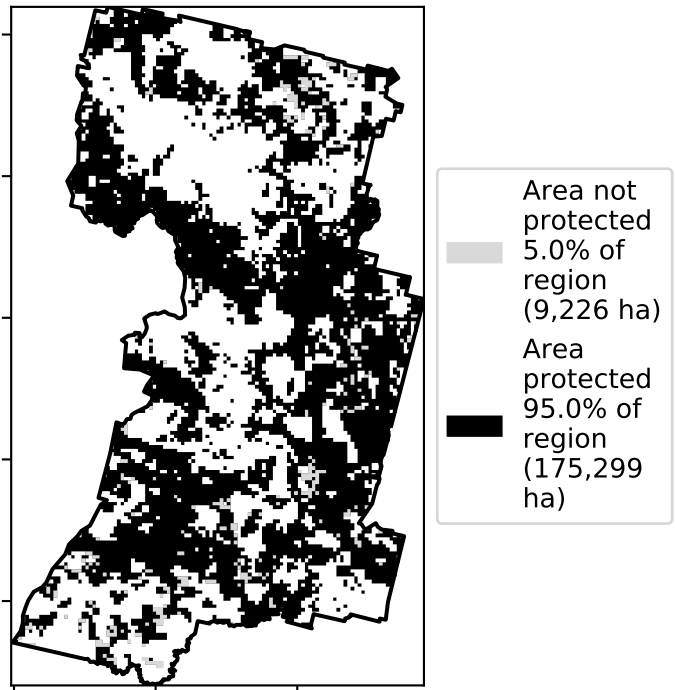 Area not
protected
5.0% of
region
(9,226 ha)
Area
protected
95.0% of
region
(175,299
ha)